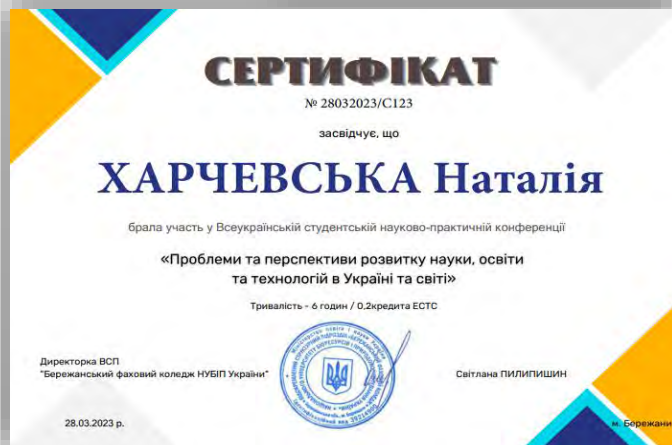 СЕРТИФІКАТ
№ 28032023/С123
засвідчує, що
ХАРЧЕВСЬКА Наталія
брала участь у Всеукраїнській студентській науково-практичній конференції
«Проблеми та перспективи розвитку науки, освіти
та технологій в Україні та світі»
Тривалість - 6 годин / 0,2кредита ЕСТС
Директорка ВСП
"Бережанський фаховий коледж НУБІП України"
Світлана ПИЛИПИШИН
28.03.2023 р.
м. Бережани